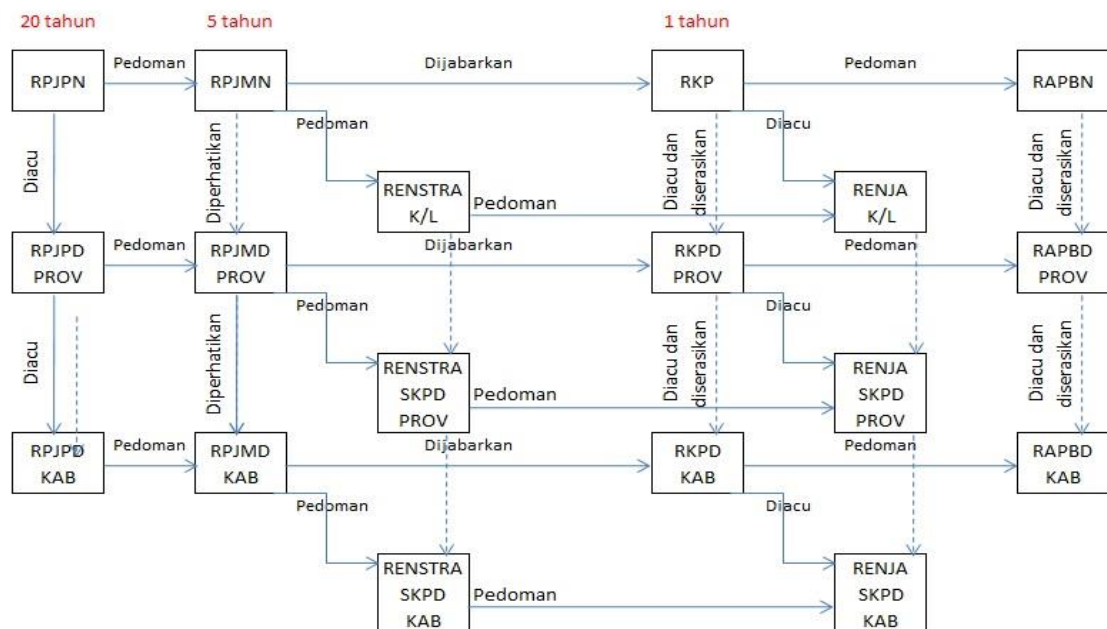 20 tahun
5 tahun
1 tahun
RPJPN
Pedoman
RPJMN
Dijabarkan
RKP
Pedoman
RAPBN
Diacu
Diperhatikan
Pedoman
Diacu dan
diserasikan
Diacu
Diacu dan
diserasikan
RENSTRA
K/L
Pedoman
RENJA
K/L
RPJPD
PROV
Pedoman
RPJMD
PROV
Dijabarkan
RKPD
PROV
Pedoman
RAPBD
PROV
Diacu
Diperhatikan
Pedoman
Diacu dan
diserasikan
Diacu
Diacu dan
diserasikan
RENSTRA
SKPD
PROV
Pedoman
RENJA
SKPD
PROV
RPJPD
KAB
Pedoman
RPJMD
KAB
Dijabarkan
RKPD
KAB
Pedoman
RAPBD
KAB
Pedoman
Diacu
RENSTRA
SKPD
KAB
Pedoman
RENJA
SKPD
KAB